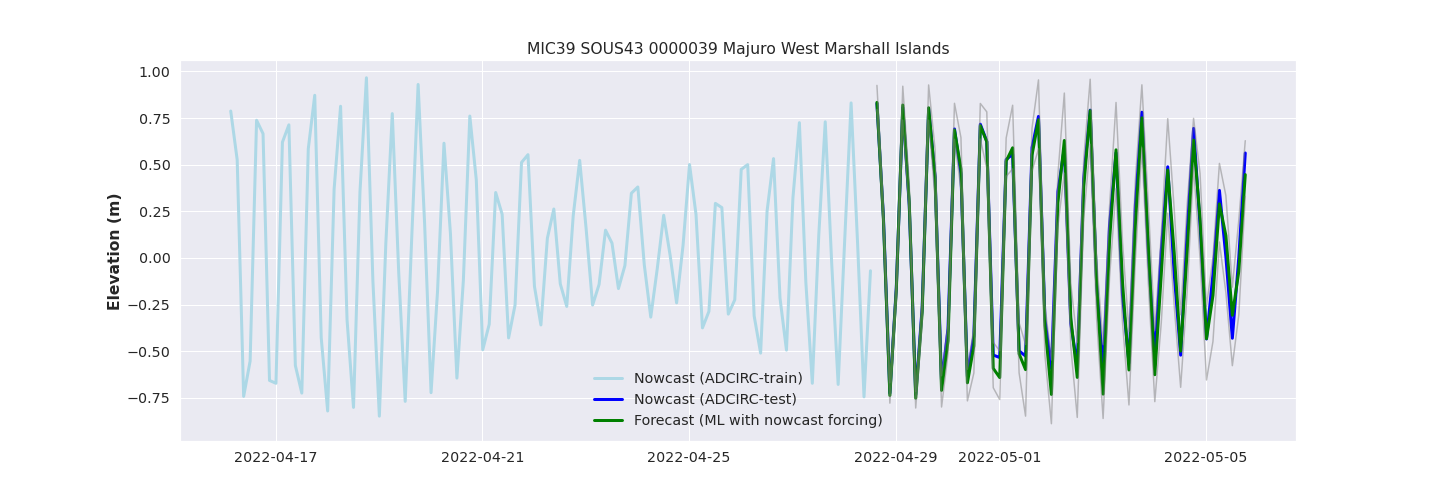 MIC39 SOUS43 0000039 Majuro West Marshall Islands
Elevation (m)
1.00
0.75
0.50
0.25
0.00
−0.25
−0.50
−0.75
Nowcast (ADCIRC-train)
Nowcast (ADCIRC-test)
Forecast (ML with nowcast forcing)
2022-04-17 2022-04-21 2022-04-25 2022-04-29 2022-05-01 2022-05-05